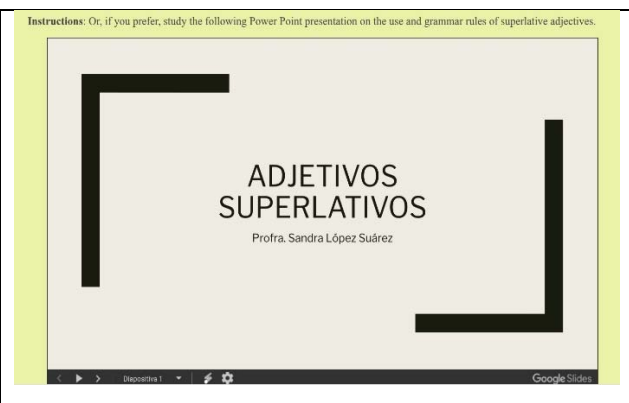 Instructions: Or, if you prefer, study the following Power Point presentation on the use and grammar rules of superlative adjectives.
ADJETIVOS
SUPERLATIVOS
Profra. Sandra López Suárez
Diapositiva 1
Google Slides